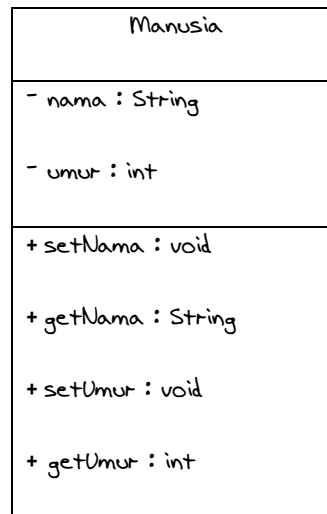 Manusia
- nama : String
- umur : int
+ setNama : void
+ getNama : String
+ setUmur : void
+ getUmur : int